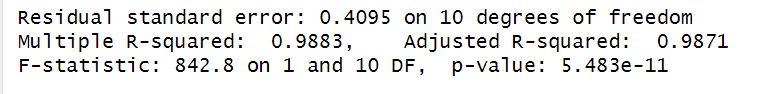 Residual standard error: 0.4095 on 10 degrees of freedom
Multiple R-squared:  0.9883,    Adjusted R-squared:  0.9871
F-statistic: 842.8 on 1 and 10 DF,  p-value: 5.483e-11